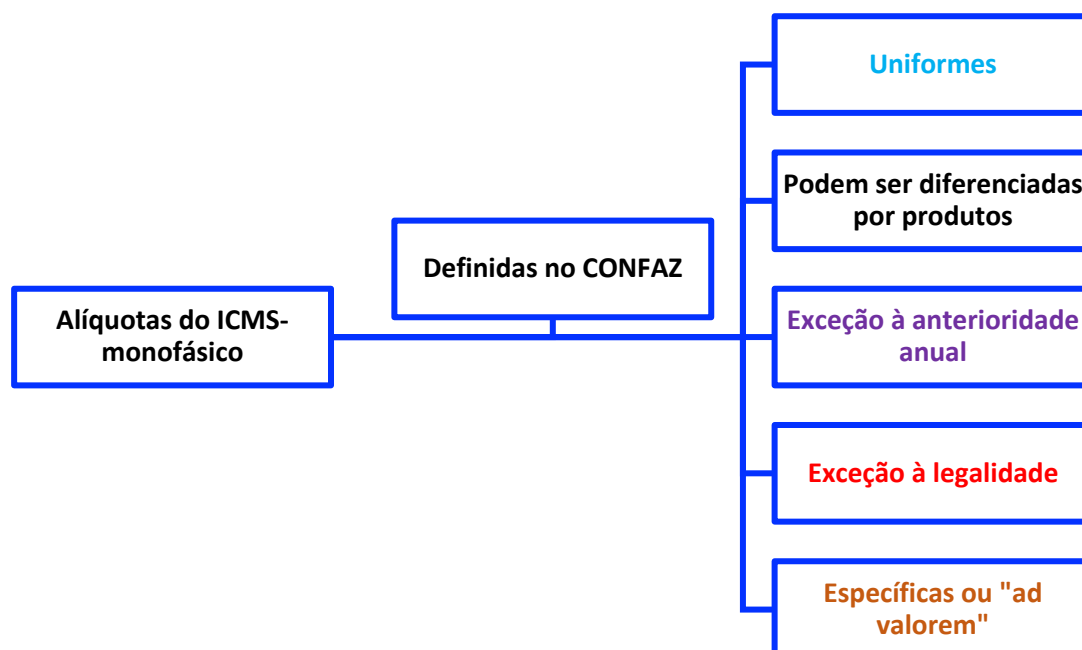 Alíquotas do ICMS-
monofásico
Definidas no CONFAZ
Uniformes
Podem ser diferenciadas
por produtos
Exceção à anterioridade
anual
Exceção à legalidade
Específicas ou "ad
valorem"